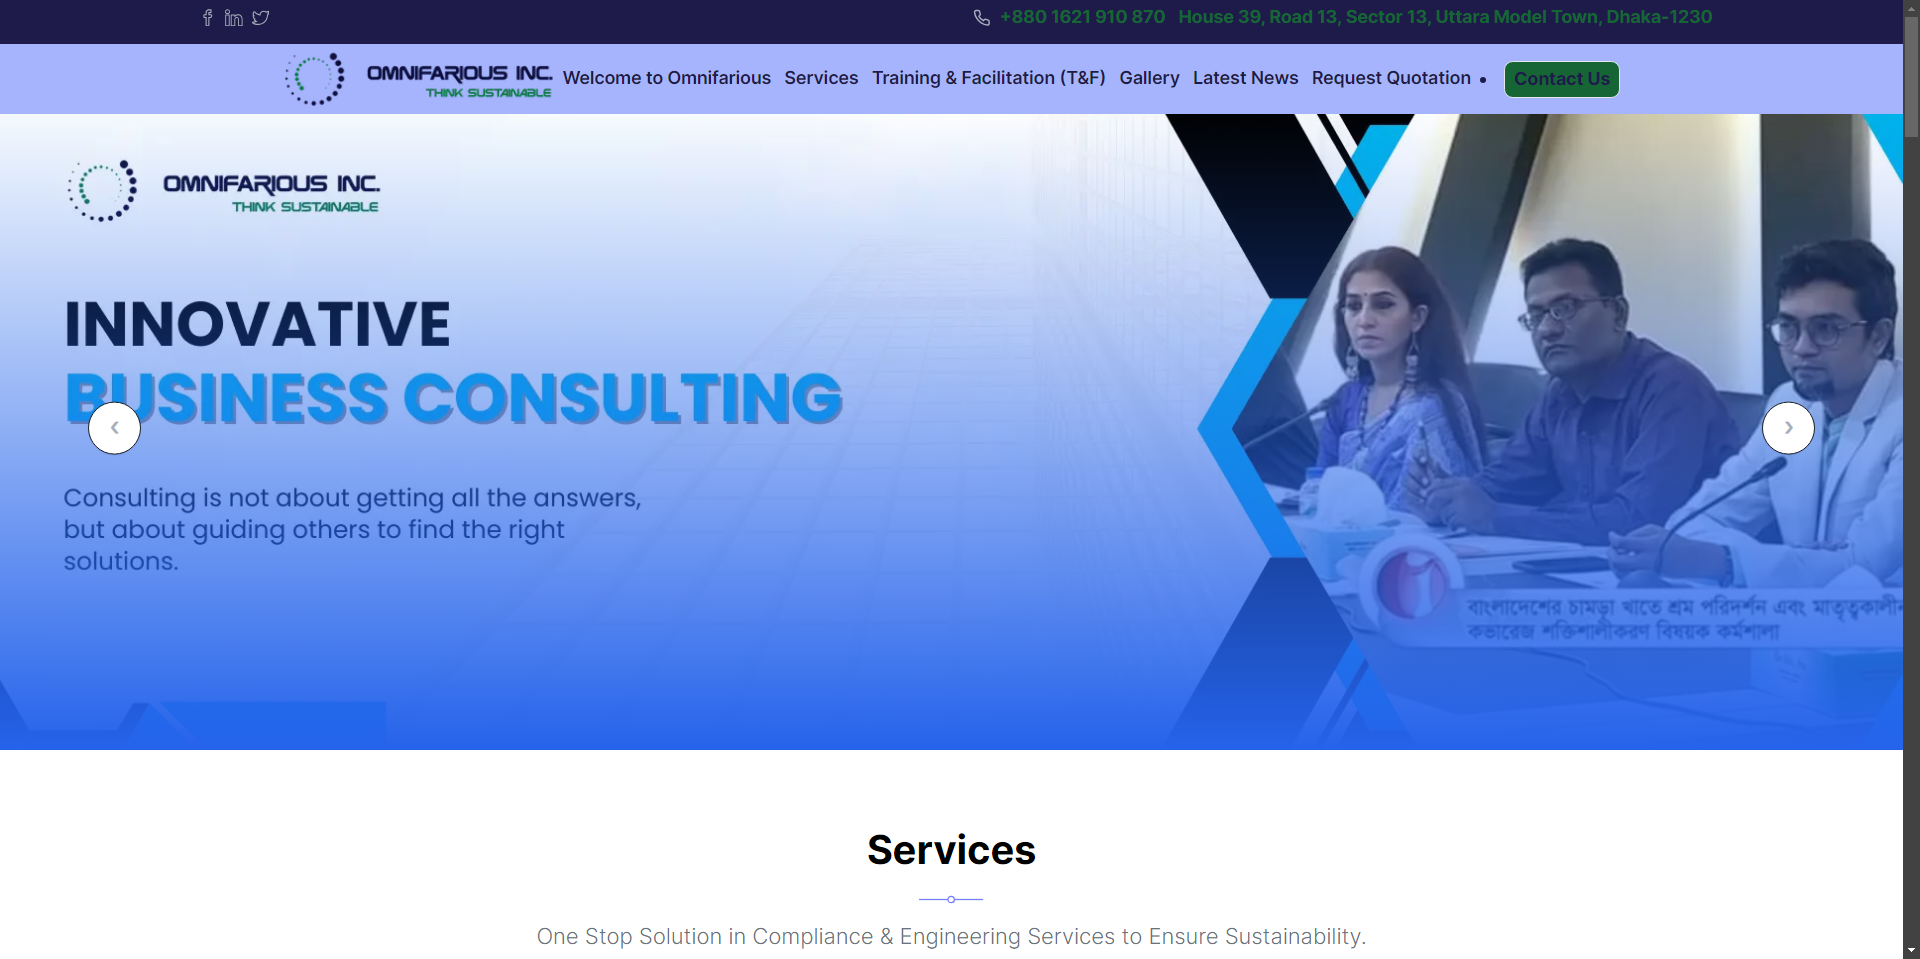 +880 1621 910 870 House 39, Road 13, Sector 13, Uttara Model Town, Dhaka-1230
OMNIFARIOUS INC.
THINK SUSTAINABLE
Welcome to Omnifarious Services Training & Facilitation (T&F) Gallery Latest News Request Quotation • Contact Us
OMNIFARIOUS INC.
THINK SUSTAINABLE
INNOVATIVE
BUSINESS CONSULTING
Consulting is not about getting all the answers,
but about guiding others to find the right
solutions.
বাংলাদেশের চামড়া খাতে শ্রম পরিদর্শন এবং মাতৃত্বকালীন
কভারেজ শক্তিশালীকরণ বিষয়ক কর্মশালা
Services
One Stop Solution in Compliance & Engineering Services to Ensure Sustainability.